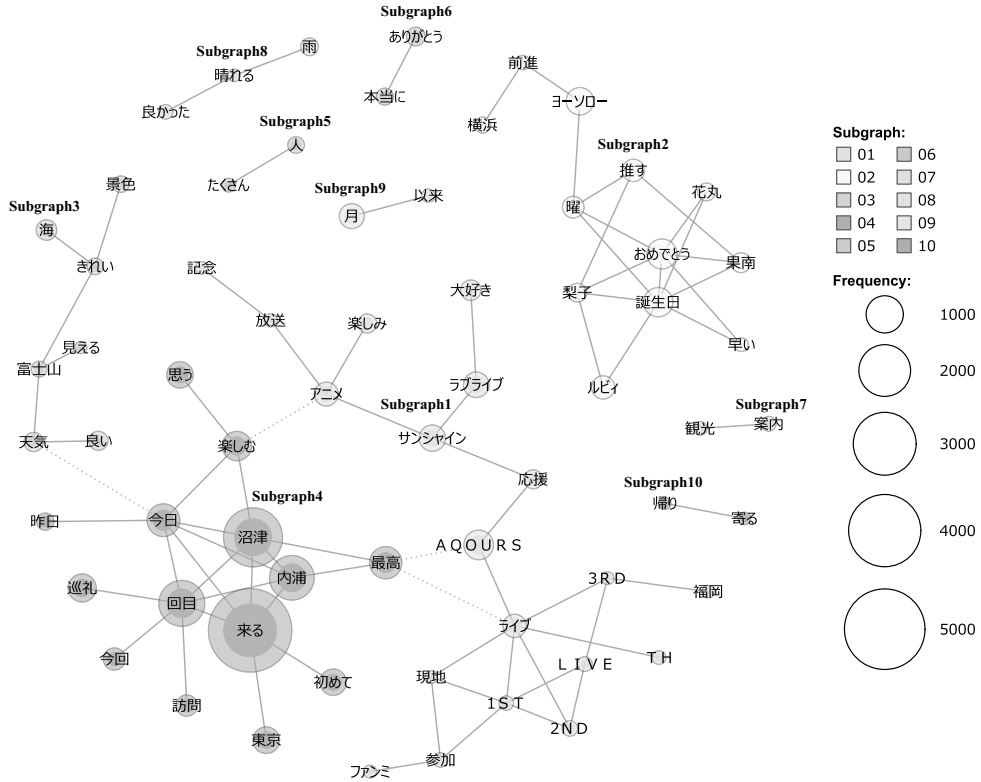 Subgraph6
ありがとう
雨
Subgraph8
晴れる
前進
本当に
ヨーソロー
良かった
横浜
Subgraph5
人
Subgraph2
推す
たくさん
Subgraph9
以来
月
曜
花丸
景色
Subgraph3
海
きれい
おめでとう
果南
記念
大好き
梨子
誕生日
放送
楽しみ
早い
見える
富士山
思う
アニメ
ラブライブ
ルビィ
Subgraph1
サンシャイン
Subgraph7
観光
案内
天気
良い
楽しむ
応援
Subgraph10
帰り
寄る
Subgraph4
昨日
今日
沼津
AQOURS
最高
内浦
巡礼
回目
3RD
福岡
来る
ライブ
今回
TH
LIVE
初めて
現地
訪問
1ST
2ND
東京
参加
ファンミ
Subgraph:
01 06
02 07
03 08
04 09
05 10
Frequency:
1000
2000
3000
4000
5000